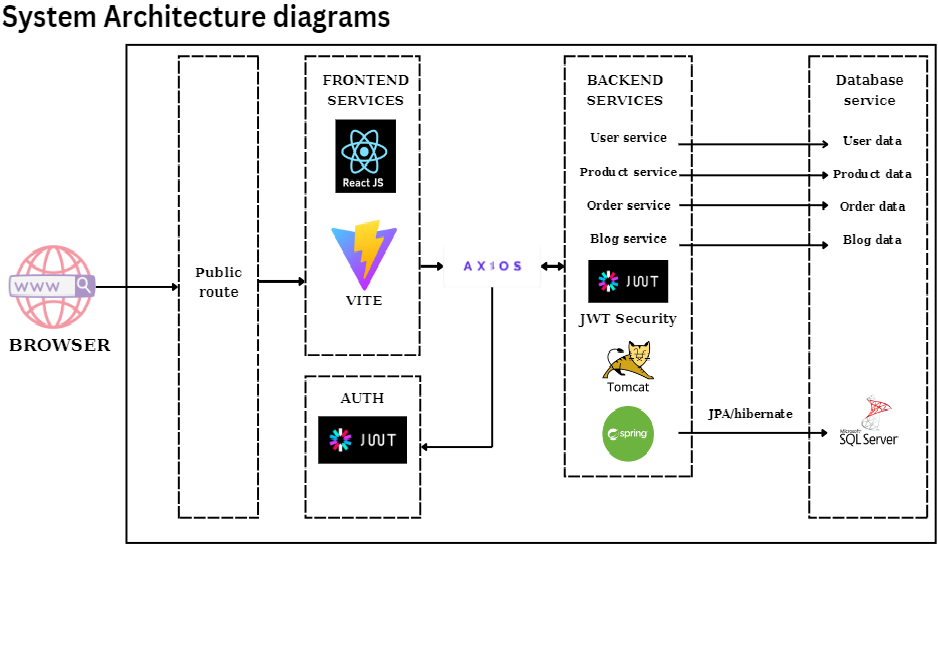 System Architecture diagrams
WWW
BROWSER
Public
route
FRONTEND
SERVICES
React JS
VITE
AUTH
JWT
AXIOS
BACKEND
SERVICES
User service
Product service
Order service
Blog service
JWT
JWT Security
Tomcat
spring
JPA/hibernate
Database
service
User data
Product data
Order data
Blog data
Microsoft
SQL Server